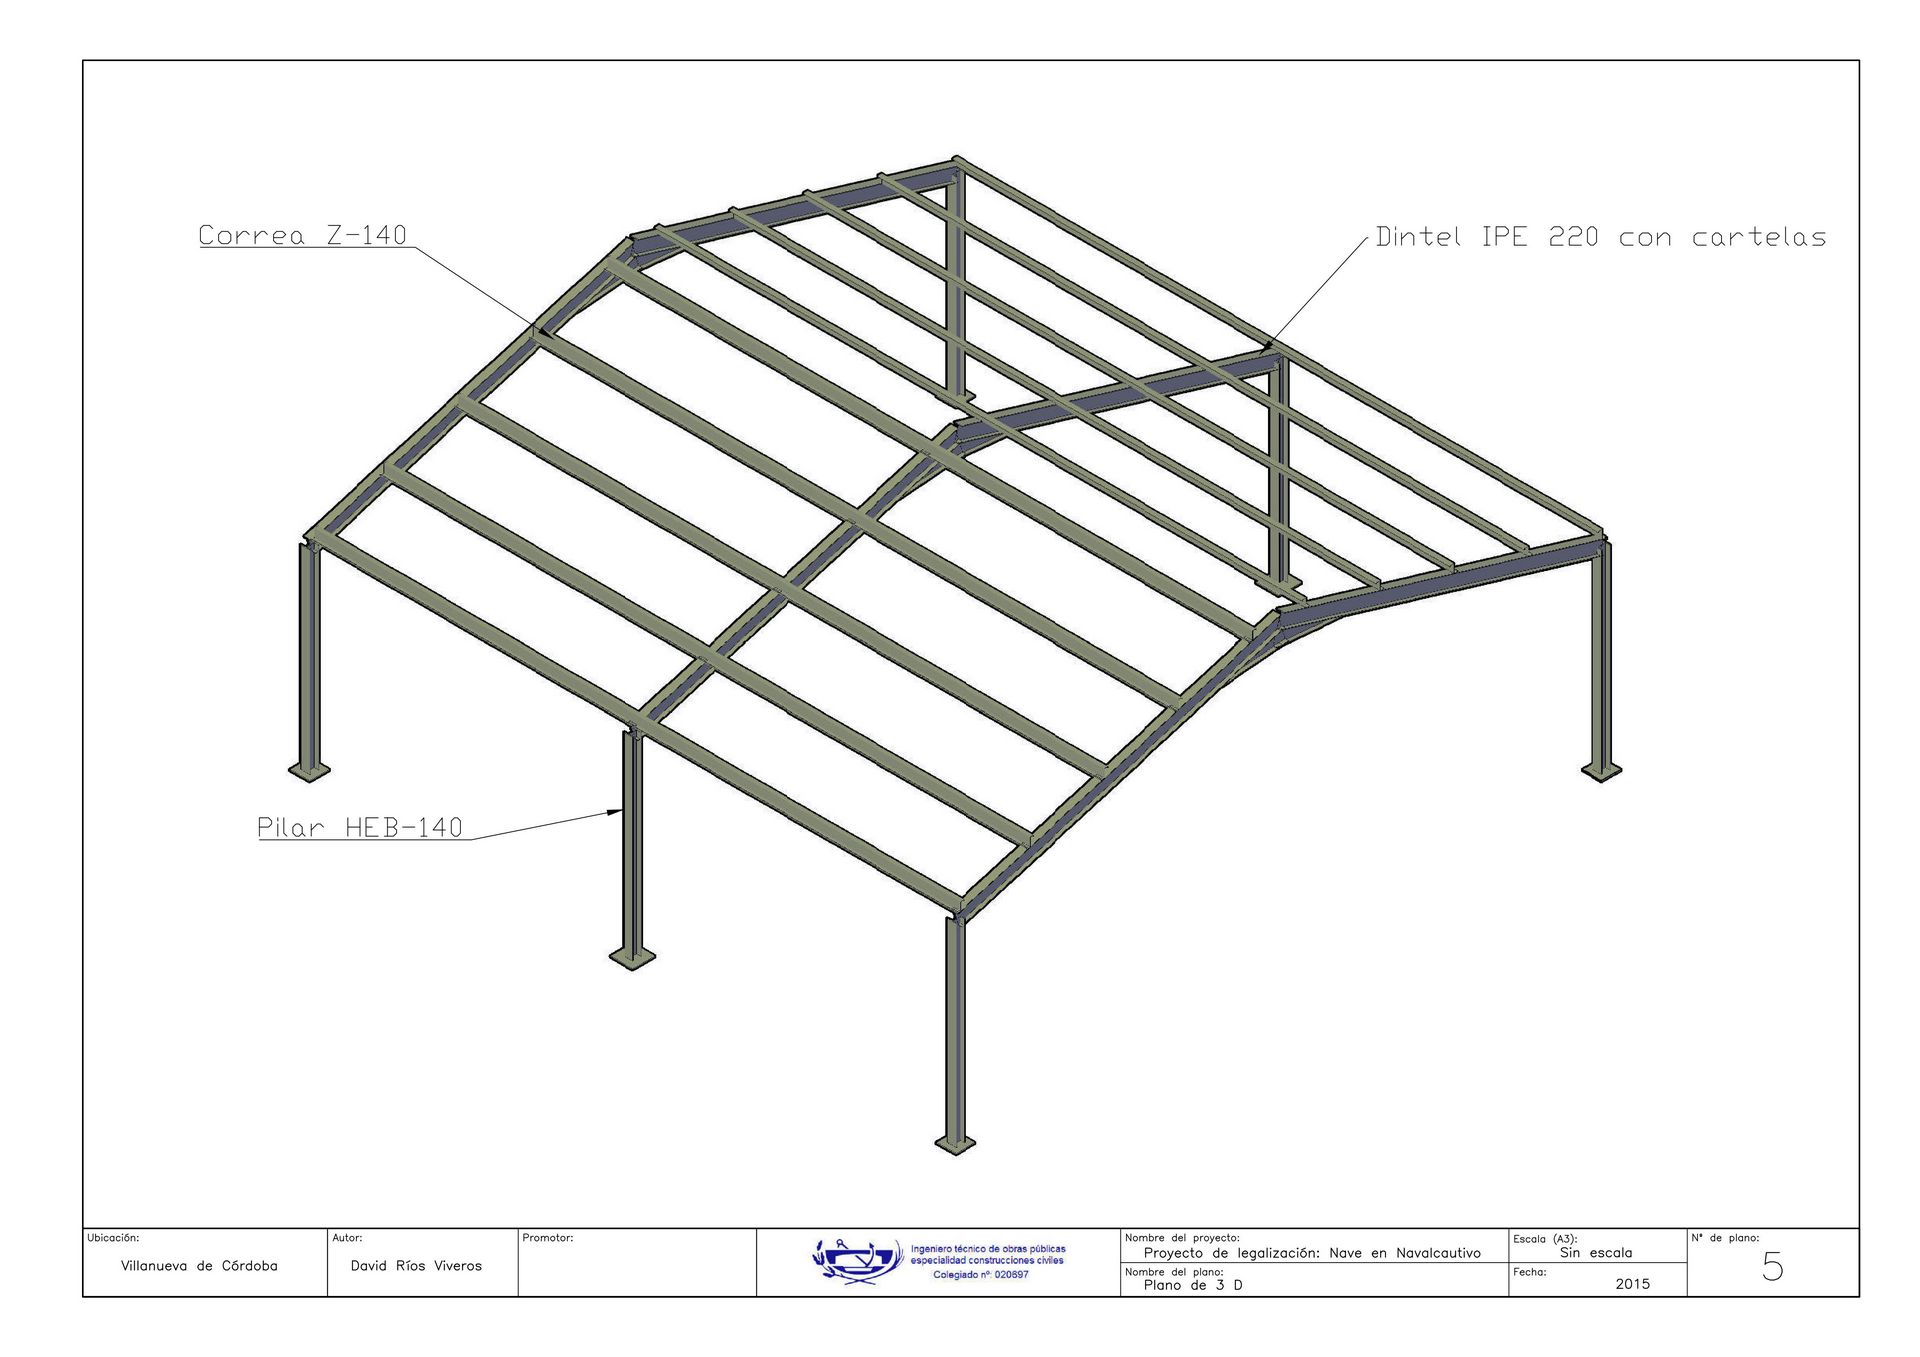 Correa Z-140
Dintel IPE 220 con cartelas
Pilar HEB-140
Ubicación:
Villanueva de Córdoba
Autor:
David Ríos Viveros
Promotor:
Ingeniero técnico de obras públicas
especialidad construcciones civiles
Colegiado nº: 020697
Nombre del proyecto:
Proyecto de legalización: Nave en Navalcautivo
Nombre del plano:
Plano de 3 D
Escala (A3):
Sin escala
Fecha:
2015
N° de plano:
5